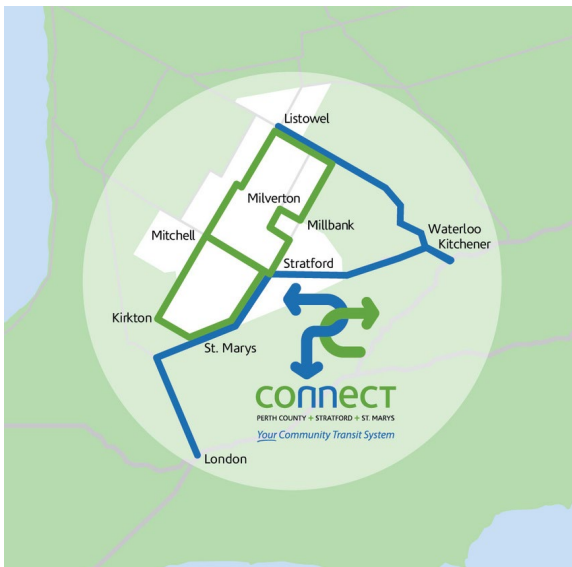 Listowel
Milverton
Waterloo
Millbank
Mitchell
Kitchener
Stratford
Kirkton
St. Marys
connect
PERTH COUNTY + STRATFORD + ST. MARYS
Your Community Transit System
London